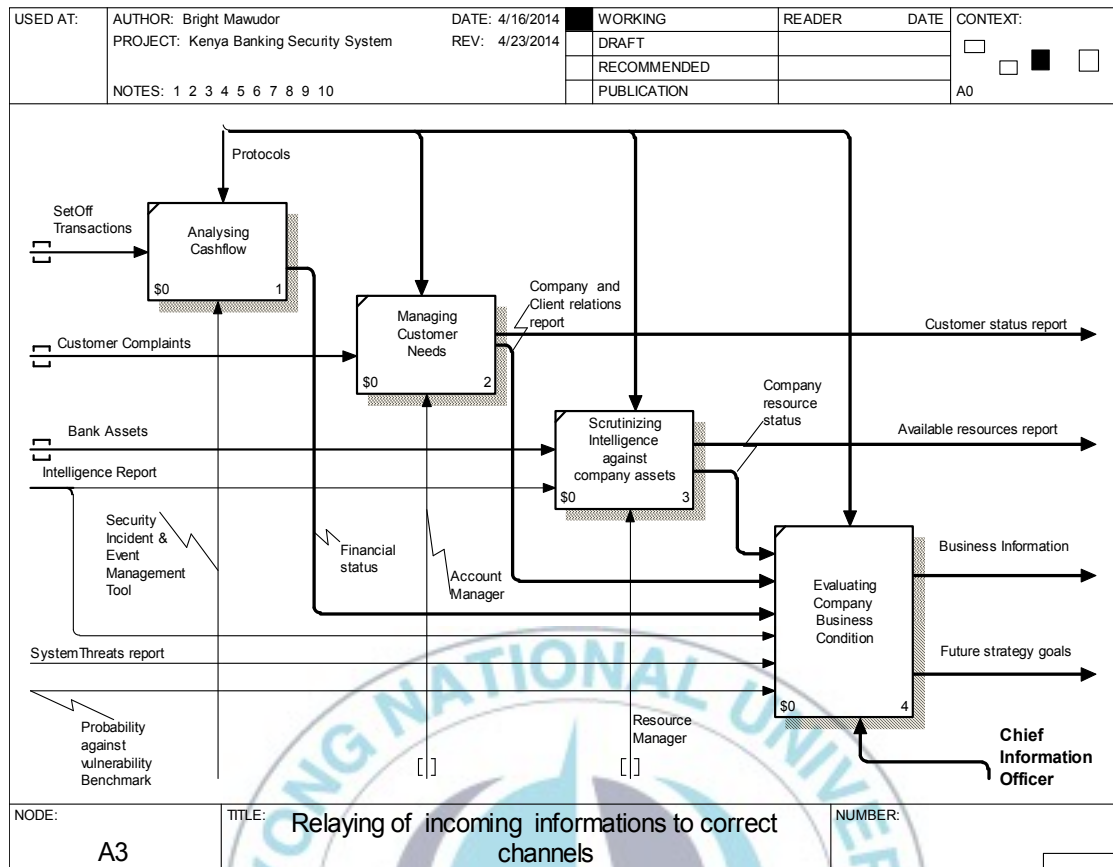 USED AT:
AUTHOR: Bright Mawudor
DATE: 4/16/2014
PROJECT: Kenya Banking Security System
REV: 4/23/2014
NOTES: 1 2 3 4 5 6 7 8 9 10
WORKING
DRAFT
RECOMMENDED
PUBLICATION
READER
DATE
CONTEXT:
A0
Protocols
SetOff
Transactions
Analysing
Cashflow
$0
1
Customer Complaints
Managing
Customer
Needs
$0
2
Company and
Client relations
report
Customer status report
Bank Assets
Intelligence Report
Scrutinizing
Intelligence
against
company assets
$0
3
Company
resource
status
Available resources report
Security
Incident &
Event
Management
Tool
Financial
status
Account
Manager
Evaluating
Company
Business
Condition
$0
4
Business Information
Future strategy goals
SystemThreats report
Probability
against
vulnerability
Benchmark
Resource
Manager
Chief
Information
Officer
ONG NATIONAL UNIVER
NODE:
A3
TITLE:
Relaying of incoming informations to correct
channels
NUMBER: